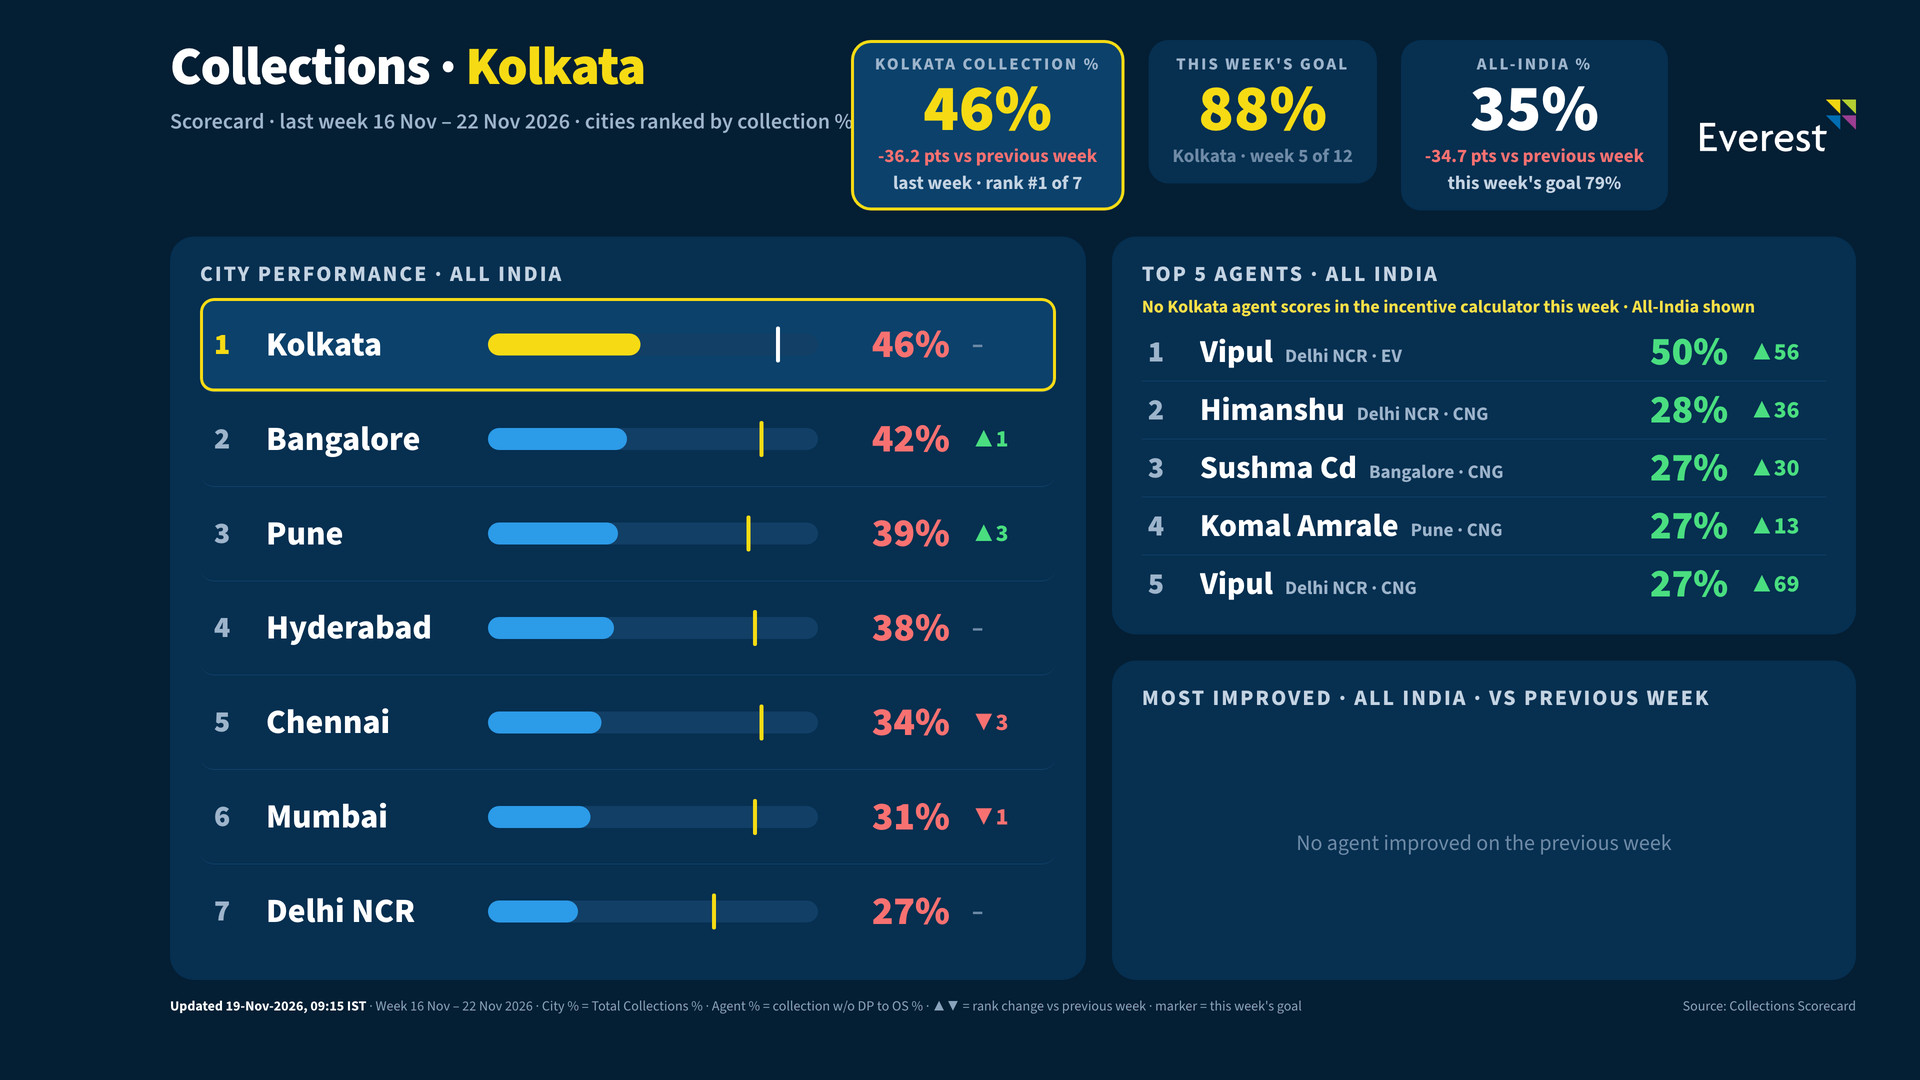 Collections · Kolkata
Scorecard · last week 16 Nov – 22 Nov 2026 · cities ranked by collection %
KOLKATA COLLECTION %
46%
-36.2 pts vs previous week
last week · rank #1 of 7
THIS WEEK'S GOAL
88%
Kolkata · week 5 of 12
ALL-INDIA %
35%
-34.7 pts vs previous week
this week's goal 79%
Everest
CITY PERFORMANCE · ALL INDIA
1 Kolkata 46% –
2 Bangalore 42% ▲1
3 Pune 39% ▲3
4 Hyderabad 38% –
5 Chennai 34% ▼3
6 Mumbai 31% ▼1
7 Delhi NCR 27% –
TOP 5 AGENTS · ALL INDIA
No Kolkata agent scores in the incentive calculator this week · All-India shown
1 Vipul Delhi NCR · EV 50% ▲56
2 Himanshu Delhi NCR · CNG 28% ▲36
3 Sushma Cd Bangalore · CNG 27% ▲30
4 Komal Amrale Pune · CNG 27% ▲13
5 Vipul Delhi NCR · CNG 27% ▲69
MOST IMPROVED · ALL INDIA · VS PREVIOUS WEEK
No agent improved on the previous week
Updated 19-Nov-2026, 09:15 IST · Week 16 Nov – 22 Nov 2026 · City % = Total Collections % · Agent % = collection w/o DP to OS % · ▲ ▼ = rank change vs previous week · marker = this week's goal
Source: Collections Scorecard